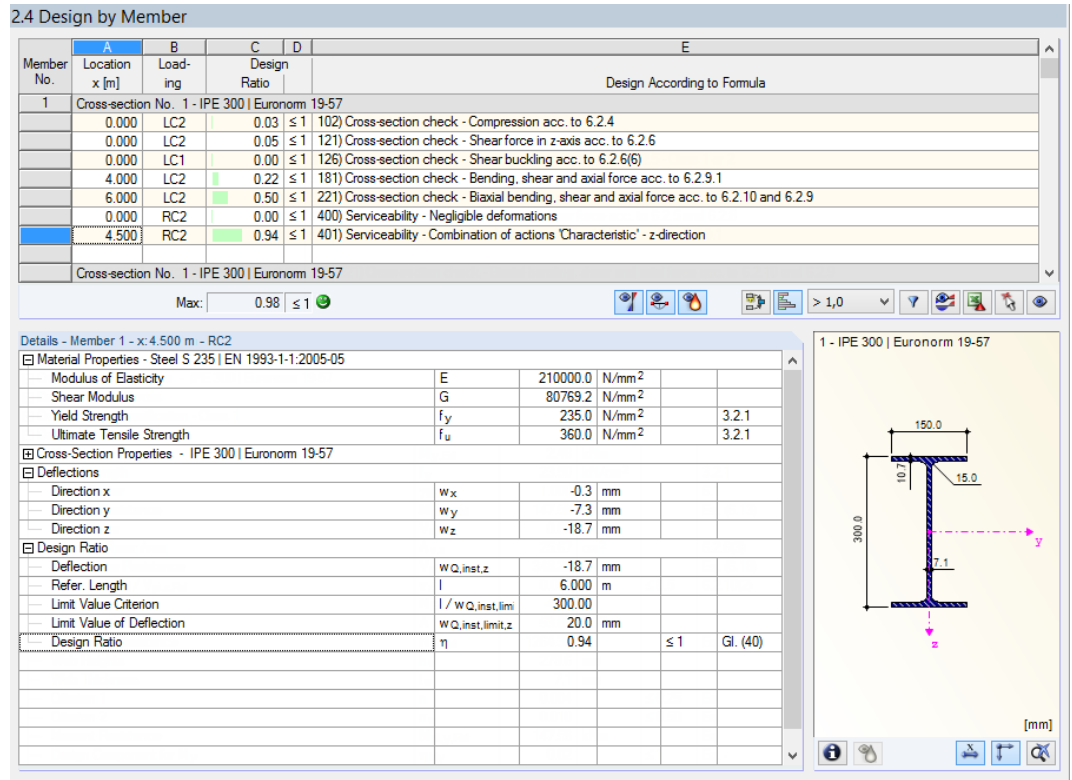 2.4 Design by Member
A B C D E
Member Location Load- Design
No. x [m] ing Ratio Design According to Formula
1 Cross-section No. 1 - IPE 300 | Euronorm 19-57
0.000 LC2 0.03 ≤ 1 102) Cross-section check - Compression acc. to 6.2.4
0.000 LC2 0.05 ≤ 1 121) Cross-section check - Shear force in z-axis acc. to 6.2.6
0.000 LC1 0.00 ≤ 1 126) Cross-section check - Shear buckling acc. to 6.2.6(6)
4.000 LC2 0.22 ≤ 1 181) Cross-section check - Bending, shear and axial force acc. to 6.2.9.1
6.000 LC2 0.50 ≤ 1 221) Cross-section check - Biaxial bending, shear and axial force acc. to 6.2.10 and 6.2.9
0.000 RC2 0.00 ≤ 1 400) Serviceability - Negligible deformations
4.500 RC2 0.94 ≤ 1 401) Serviceability - Combination of actions 'Characteristic' - z-direction
Cross-section No. 1 - IPE 300 | Euronorm 19-57
Max: 0.98 ≤ 1 > 1,0
Details - Member 1 - x: 4.500 m - RC2
Material Properties - Steel S 235 | EN 1993-1-1:2005-05
Modulus of Elasticity E 210000.0 N/mm2
Shear Modulus G 80769.2 N/mm2
Yield Strength fy 235.0 N/mm2 3.2.1
Ultimate Tensile Strength fu 360.0 N/mm2 3.2.1
Cross-Section Properties - IPE 300 | Euronorm 19-57
Deflections
Direction x wx -0.3 mm
Direction y wy -7.3 mm
Direction z wz -18.7 mm
Design Ratio
Deflection wQ,inst,z -18.7 mm
Refer. Length l 6.000 m
Limit Value Criterion l / wQ,inst,limi 300.00
Limit Value of Deflection wQ,inst,limit,z 20.0 mm
Design Ratio η 0.94 ≤ 1 Gl. (40)
1 - IPE 300 | Euronorm 19-57
150.0
10.7
15.0
300.0
y
7.1
z
[mm]